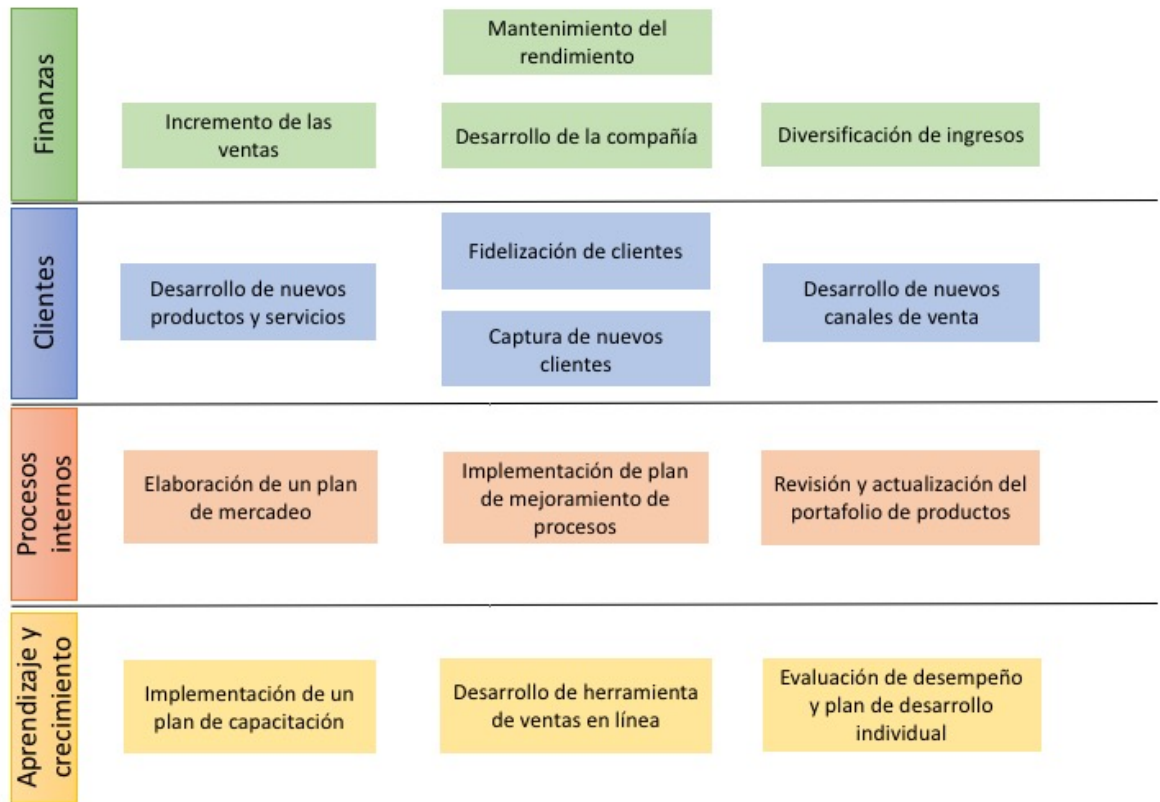 Finanzas
Mantenimiento del
rendimiento
Incremento de las
ventas
Desarrollo de la compañía
Diversificación de ingresos
Clientes
Fidelización de clientes
Desarrollo de nuevos
productos y servicios
Captura de nuevos
clientes
Desarrollo de nuevos
canales de venta
Procesos
internos
Elaboración de un plan
de mercadeo
Implementación de plan
de mejoramiento de
procesos
Revisión y actualización del
portafolio de productos
Aprendizaje y
crecimiento
Implementación de un
plan de capacitación
Desarrollo de herramienta
de ventas en línea
Evaluación de desempeño
y plan de desarrollo
individual